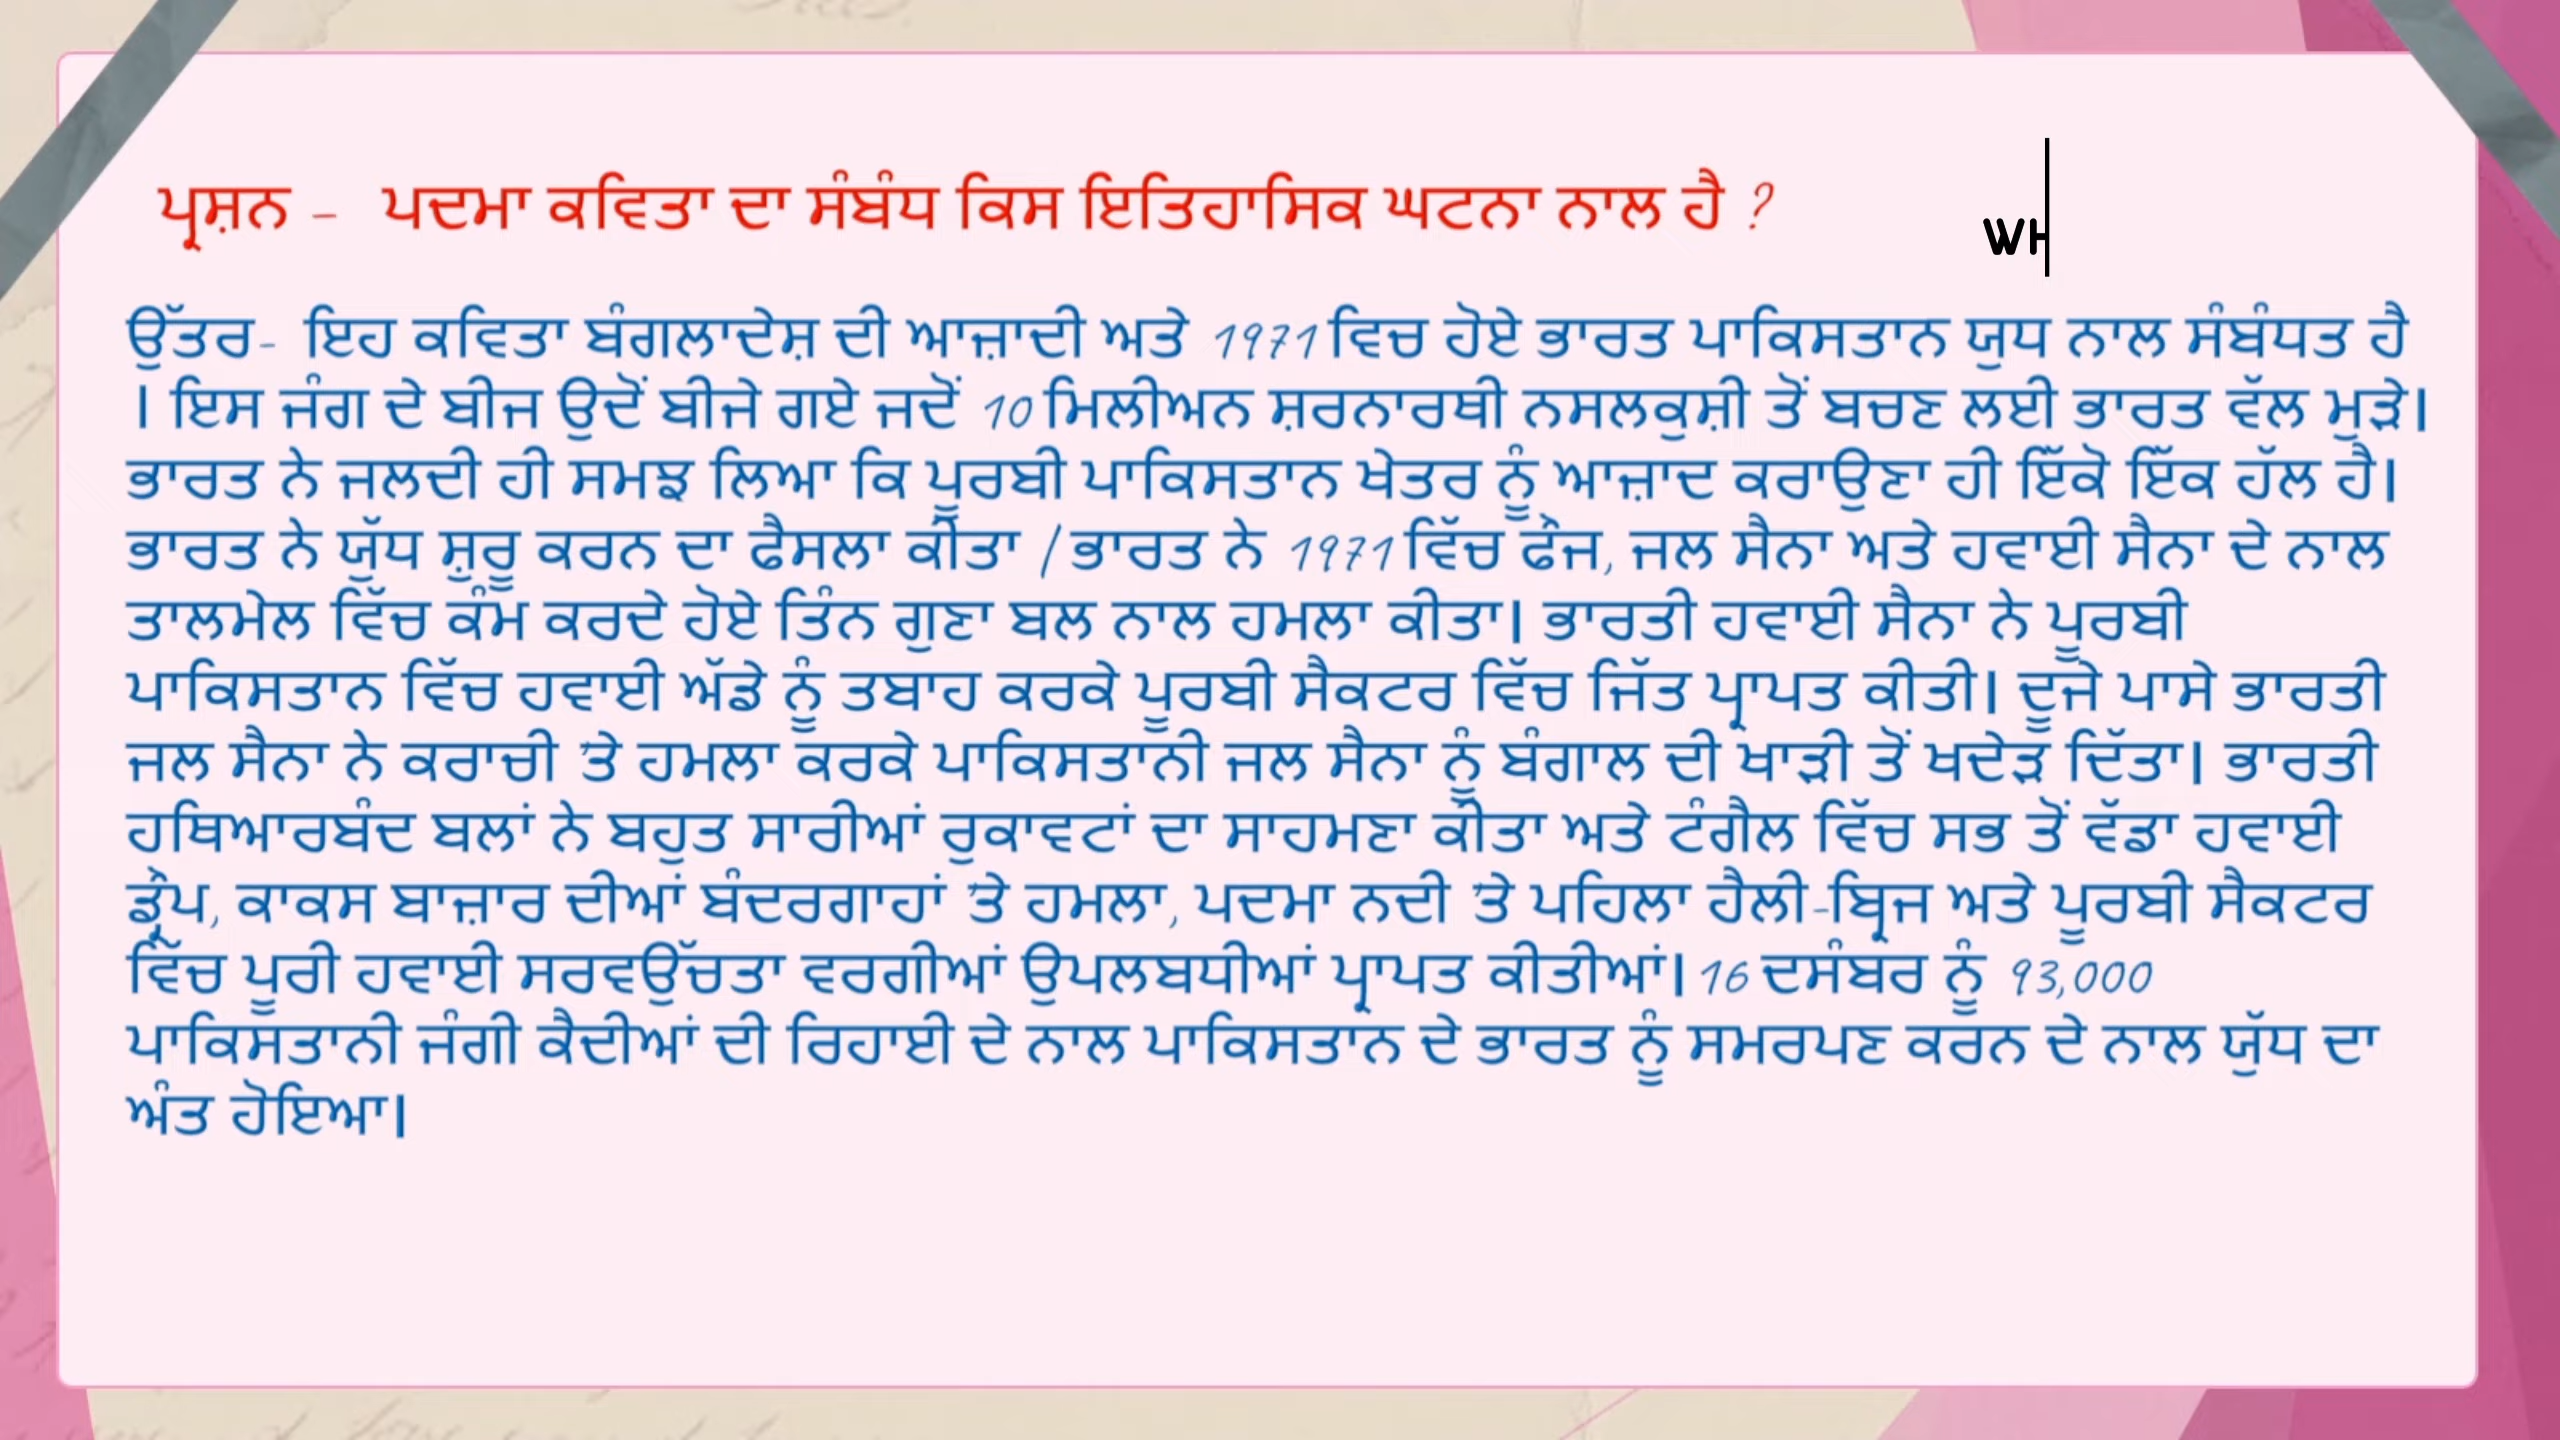 ਪ੍ਰਸ਼ਨ - ਪਦਮਾ ਕਵਿਤਾ ਦਾ ਸੰਬੰਧ ਕਿਸ ਇਤਿਹਾਸਿਕ ਘਟਨਾ ਨਾਲ ਹੈ ?
WH
ਉੱਤਰ- ਇਹ ਕਵਿਤਾ ਬੰਗਲਾਦੇਸ਼ ਦੀ ਆਜ਼ਾਦੀ ਅਤੇ 1971 ਵਿਚ ਹੋਏ ਭਾਰਤ ਪਾਕਿਸਤਾਨ ਯੁਧ ਨਾਲ ਸੰਬੰਧਤ ਹੈ
। ਇਸ ਜੰਗ ਦੇ ਬੀਜ ਉਦੋਂ ਬੀਜੇ ਗਏ ਜਦੋਂ 10 ਮਿਲੀਅਨ ਸ਼ਰਨਾਰਥੀ ਨਸਲਕੁਸ਼ੀ ਤੋਂ ਬਚਣ ਲਈ ਭਾਰਤ ਵੱਲ ਮੁੜੇ।
ਭਾਰਤ ਨੇ ਜਲਦੀ ਹੀ ਸਮਝ ਲਿਆ ਕਿ ਪੂਰਬੀ ਪਾਕਿਸਤਾਨ ਖੇਤਰ ਨੂੰ ਆਜ਼ਾਦ ਕਰਾਉਣਾ ਹੀ ਇੱਕੋ ਇੱਕ ਹੱਲ ਹੈ।
ਭਾਰਤ ਨੇ ਯੁੱਧ ਸ਼ੁਰੂ ਕਰਨ ਦਾ ਫੈਸਲਾ ਕੀਤਾ / ਭਾਰਤ ਨੇ 1971 ਵਿੱਚ ਫੌਜ, ਜਲ ਸੈਨਾ ਅਤੇ ਹਵਾਈ ਸੈਨਾ ਦੇ ਨਾਲ
ਤਾਲਮੇਲ ਵਿੱਚ ਕੰਮ ਕਰਦੇ ਹੋਏ ਤਿੰਨ ਗੁਣਾ ਬਲ ਨਾਲ ਹਮਲਾ ਕੀਤਾ। ਭਾਰਤੀ ਹਵਾਈ ਸੈਨਾ ਨੇ ਪੂਰਬੀ
ਪਾਕਿਸਤਾਨ ਵਿੱਚ ਹਵਾਈ ਅੱਡੇ ਨੂੰ ਤਬਾਹ ਕਰਕੇ ਪੂਰਬੀ ਸੈਕਟਰ ਵਿੱਚ ਜਿੱਤ ਪ੍ਰਾਪਤ ਕੀਤੀ। ਦੂਜੇ ਪਾਸੇ ਭਾਰਤੀ
ਜਲ ਸੈਨਾ ਨੇ ਕਰਾਚੀ 'ਤੇ ਹਮਲਾ ਕਰਕੇ ਪਾਕਿਸਤਾਨੀ ਜਲ ਸੈਨਾ ਨੂੰ ਬੰਗਾਲ ਦੀ ਖਾੜੀ ਤੋਂ ਖਦੇੜ ਦਿੱਤਾ। ਭਾਰਤੀ
ਹਥਿਆਰਬੰਦ ਬਲਾਂ ਨੇ ਬਹੁਤ ਸਾਰੀਆਂ ਰੁਕਾਵਟਾਂ ਦਾ ਸਾਹਮਣਾ ਕੀਤਾ ਅਤੇ ਟੰਗੈਲ ਵਿੱਚ ਸਭ ਤੋਂ ਵੱਡਾ ਹਵਾਈ
ਡ੍ਰੌਪ, ਕਾਕਸ ਬਾਜ਼ਾਰ ਦੀਆਂ ਬੰਦਰਗਾਹਾਂ 'ਤੇ ਹਮਲਾ, ਪਦਮਾ ਨਦੀ 'ਤੇ ਪਹਿਲਾ ਹੈਲੀ-ਬ੍ਰਿਜ ਅਤੇ ਪੂਰਬੀ ਸੈਕਟਰ
ਵਿੱਚ ਪੂਰੀ ਹਵਾਈ ਸਰਵਉੱਚਤਾ ਵਰਗੀਆਂ ਉਪਲਬਧੀਆਂ ਪ੍ਰਾਪਤ ਕੀਤੀਆਂ। 16 ਦਸੰਬਰ ਨੂੰ 93,000
ਪਾਕਿਸਤਾਨੀ ਜੰਗੀ ਕੈਦੀਆਂ ਦੀ ਰਿਹਾਈ ਦੇ ਨਾਲ ਪਾਕਿਸਤਾਨ ਦੇ ਭਾਰਤ ਨੂੰ ਸਮਰਪਣ ਕਰਨ ਦੇ ਨਾਲ ਯੁੱਧ ਦਾ
ਅੰਤ ਹੋਇਆ।